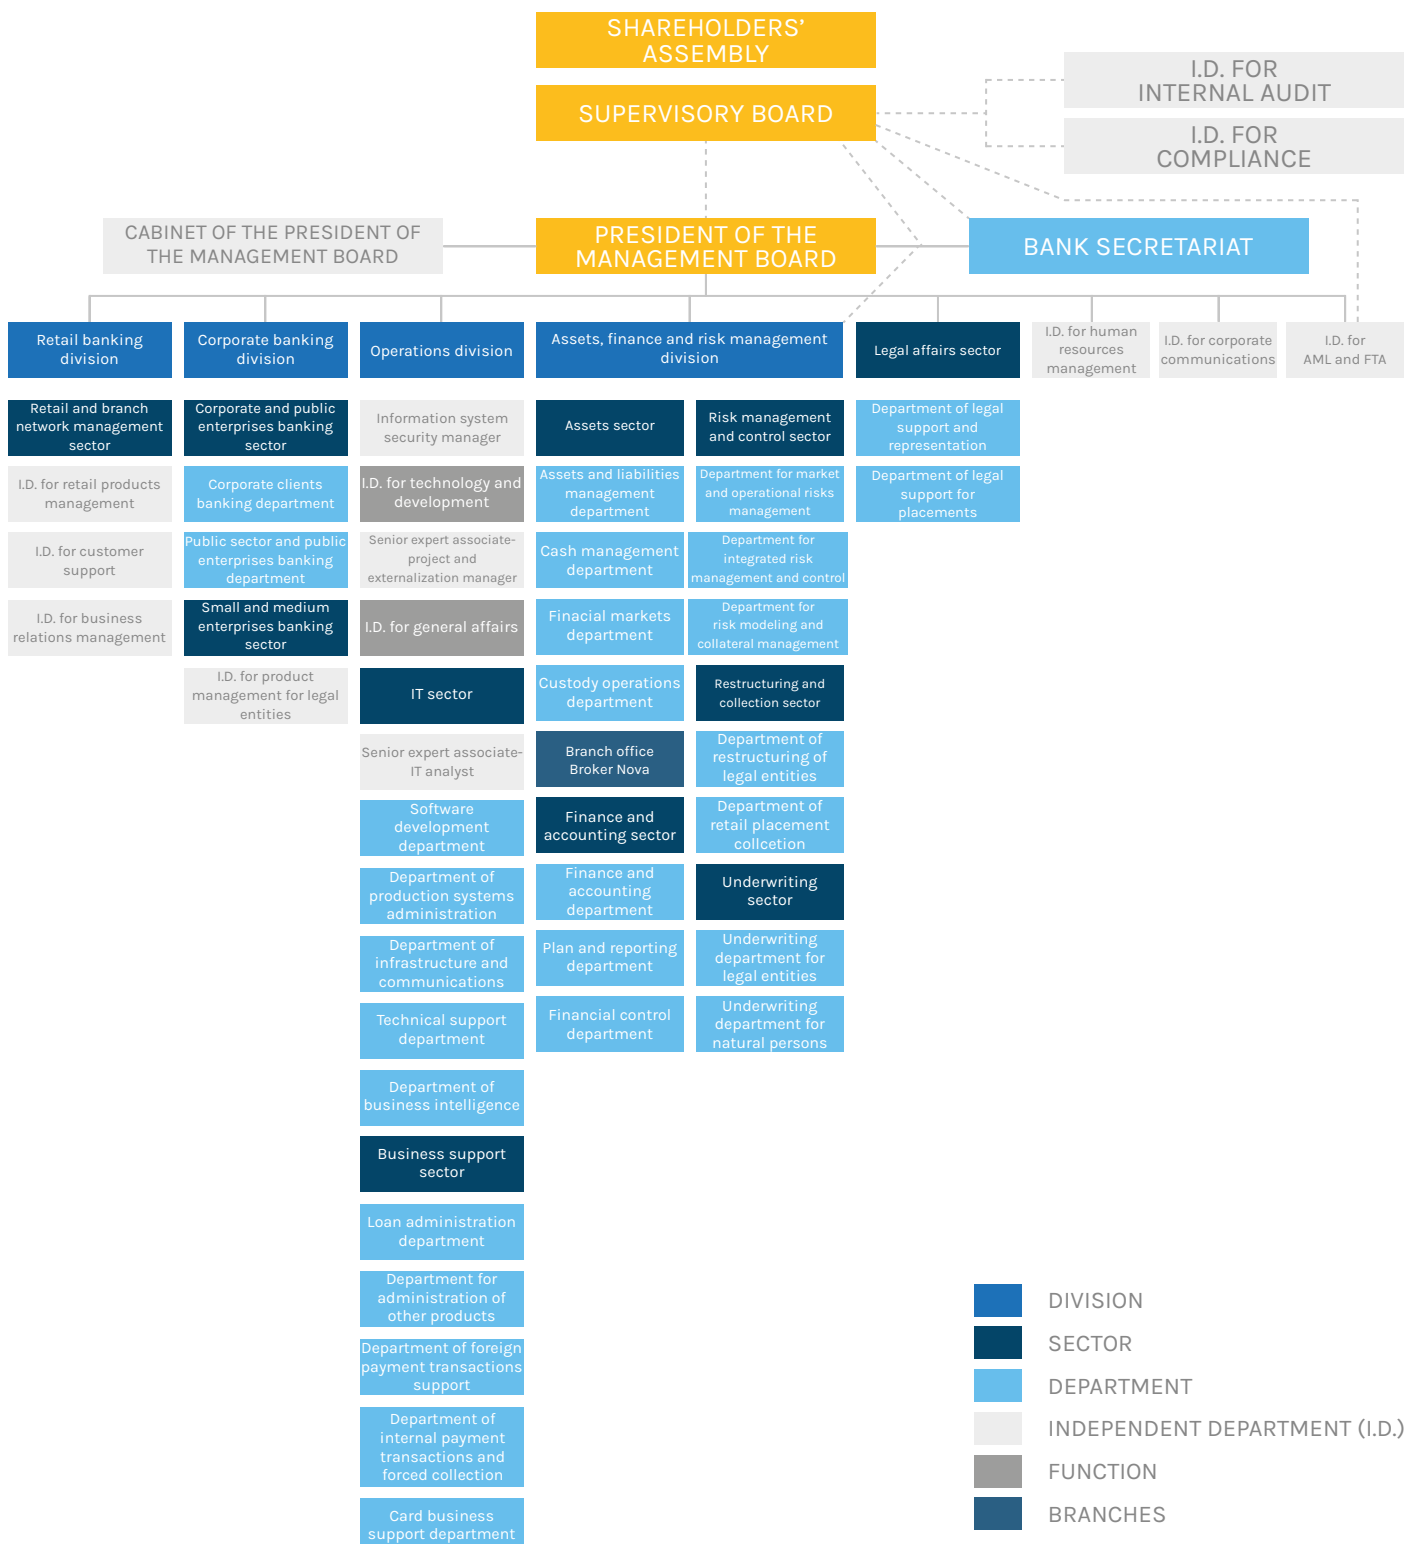 SHAREHOLDERS’
ASSEMBLY
SUPERVISORY BOARD
I.D. FOR
INTERNAL AUDIT
I.D. FOR
COMPLIANCE
CABINET OF THE PRESIDENT OF
THE MANAGEMENT BOARD
PRESIDENT OF THE
MANAGEMENT BOARD
BANK SECRETARIAT
Retail banking
division
Corporate banking
division
Operations division
Assets, finance and risk management
division
Legal affairs sector
I.D. for human
resources
management
I.D. for corporate
communications
I.D. for
AML and FTA
Retail and branch
network management
sector
I.D. for retail products
management
I.D. for customer
support
I.D. for business
relations management
Corporate and public
enterprises banking
sector
Corporate clients
banking department
Public sector and public
enterprises banking
department
Small and medium
enterprises banking
sector
I.D. for product
management for legal
entities
Information system
security manager
I.D. for technology and
development
Senior expert associate-
project and
externalization manager
I.D. for general affairs
IT sector
Senior expert associate-
IT analyst
Software
development
department
Department of
production systems
administration
Department of
infrastructure and
communications
Technical support
department
Department of
business intelligence
Business support
sector
Loan administration
department
Department for
administration of
other products
Department of foreign
payment transactions
support
Department of
internal payment
transactions and
forced collection
Card business
support department
Assets sector
Assets and liabilities
management
department
Cash management
department
Finacial markets
department
Custody operations
department
Branch office
Broker Nova
Finance and
accounting sector
Finance and
accounting
department
Plan and reporting
department
Financial control
department
Risk management
and control sector
Department for market
and operational risks
management
Department for
integrated risk
management and control
Department for
risk modeling and
collateral management
Restructuring and
collection sector
Department of
restructuring of
legal entities
Department of
retail placement
collcetion
Underwriting
sector
Underwriting
department for
legal entities
Underwriting
department for
natural persons
Department of legal
support and
representation
Department of legal
support for
placements
DIVISION
SECTOR
DEPARTMENT
INDEPENDENT DEPARTMENT (I.D.)
FUNCTION
BRANCHES